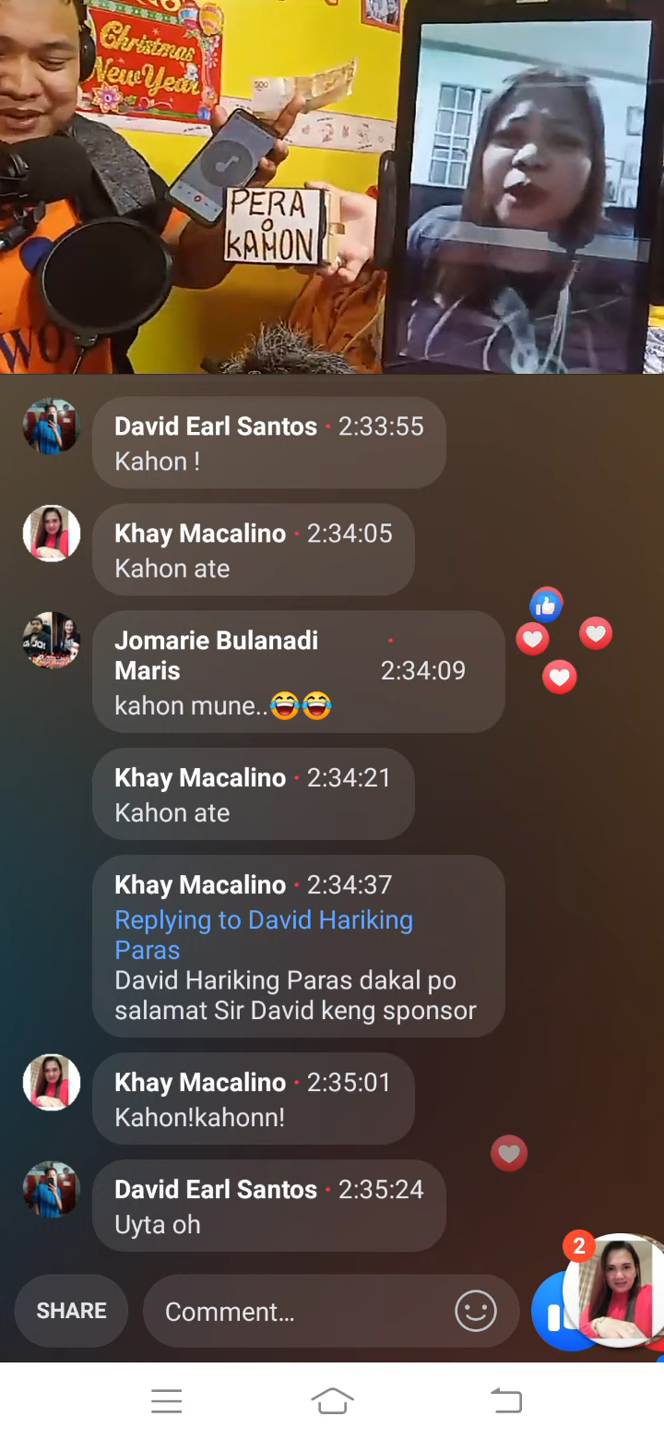 Christmas
New Year
500
PERA
O
KAHON
WO
David Earl Santos · 2:33:55
Kahon !
Khay Macalino · 2:34:05
Kahon ate
Jomarie Bulanadi
Maris · 2:34:09
kahon mune..😂😂
Khay Macalino · 2:34:21
Kahon ate
Khay Macalino · 2:34:37
Replying to David Hariking
Paras
David Hariking Paras dakal po
salamat Sir David keng sponsor
Khay Macalino · 2:35:01
Kahon!kahonn!
David Earl Santos · 2:35:24
Uyta oh
2
SHARE
Comment...